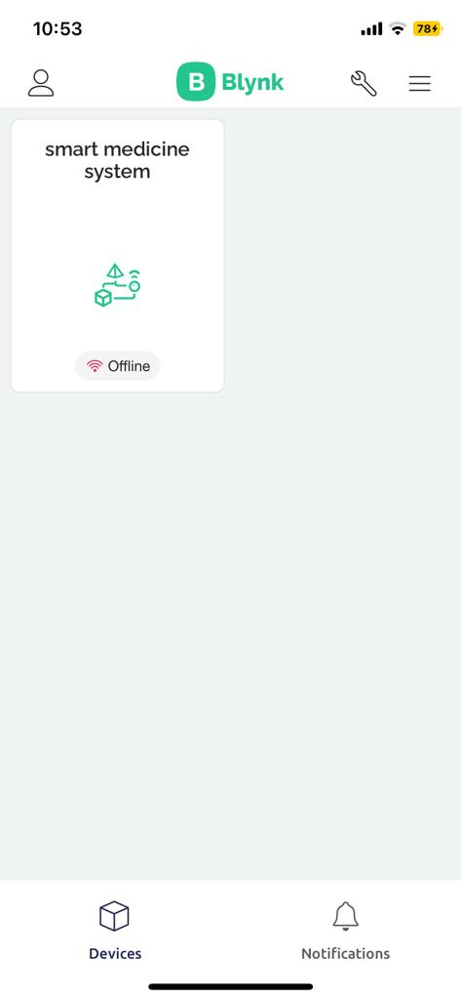 10:53
78
B Blynk
smart medicine
system
Offline
Devices
Notifications